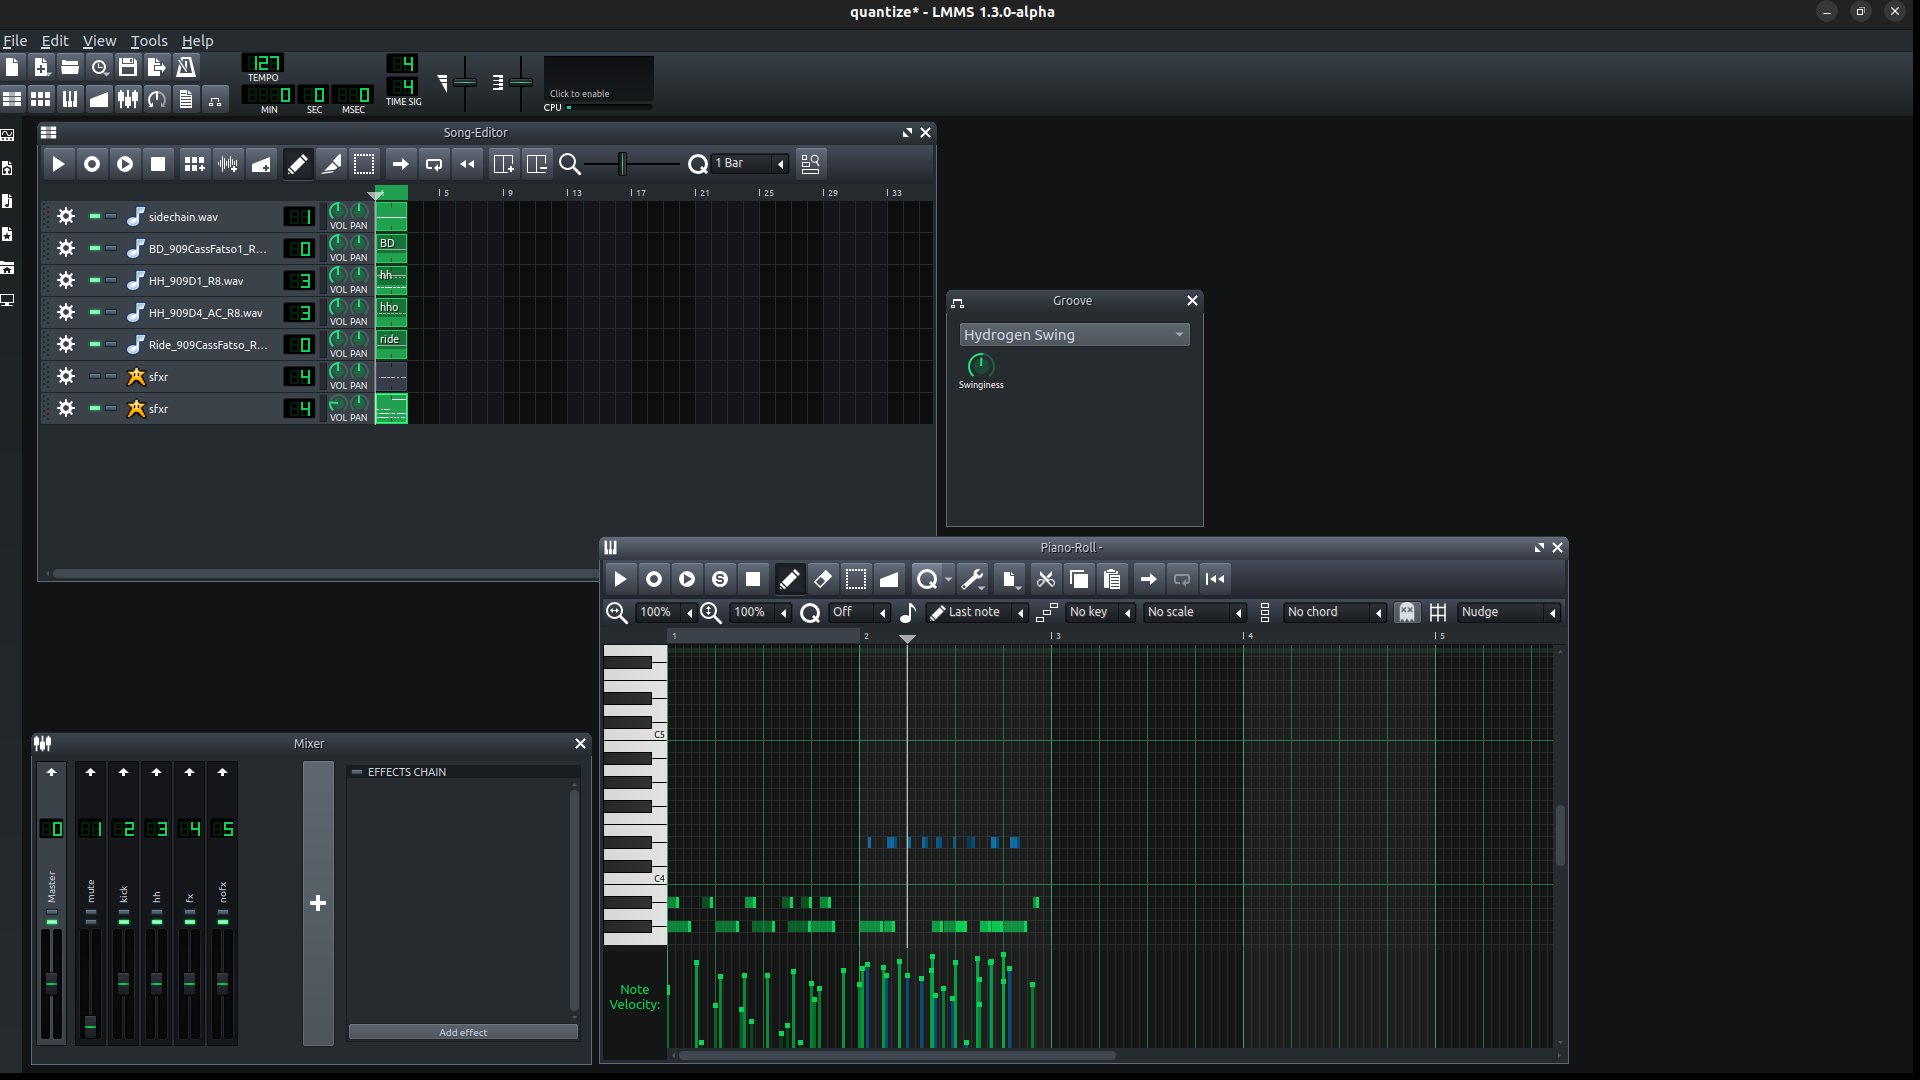 quantize* - LMMS 1.3.0-alpha
File Edit View Tools Help
127
TEMPO
0 0 0
MIN SEC MSEC
4
4
TIME SIG
Click to enable
CPU
Song-Editor
1 Bar
5 9 13 17 21 25 29 33
sidechain.wav 1 VOL PAN
BD_909CassFatso1_R... 0 VOL PAN BD
HH_909D1_R8.wav 3 VOL PAN hh
HH_909D4_AC_R8.wav 3 VOL PAN hho
Ride_909CassFatso_R... 0 VOL PAN ride
sfxr 4 VOL PAN
sfxr 4 VOL PAN
Groove
Hydrogen Swing
Swinginess
Piano-Roll -
100% 100% Off Last note No key No scale No chord Nudge
1 2 3 4 5
C5
C4
Note
Velocity:
Mixer
EFFECTS CHAIN
0 1 2 3 4 5
Master mute kick hh fx nofx
Add effect